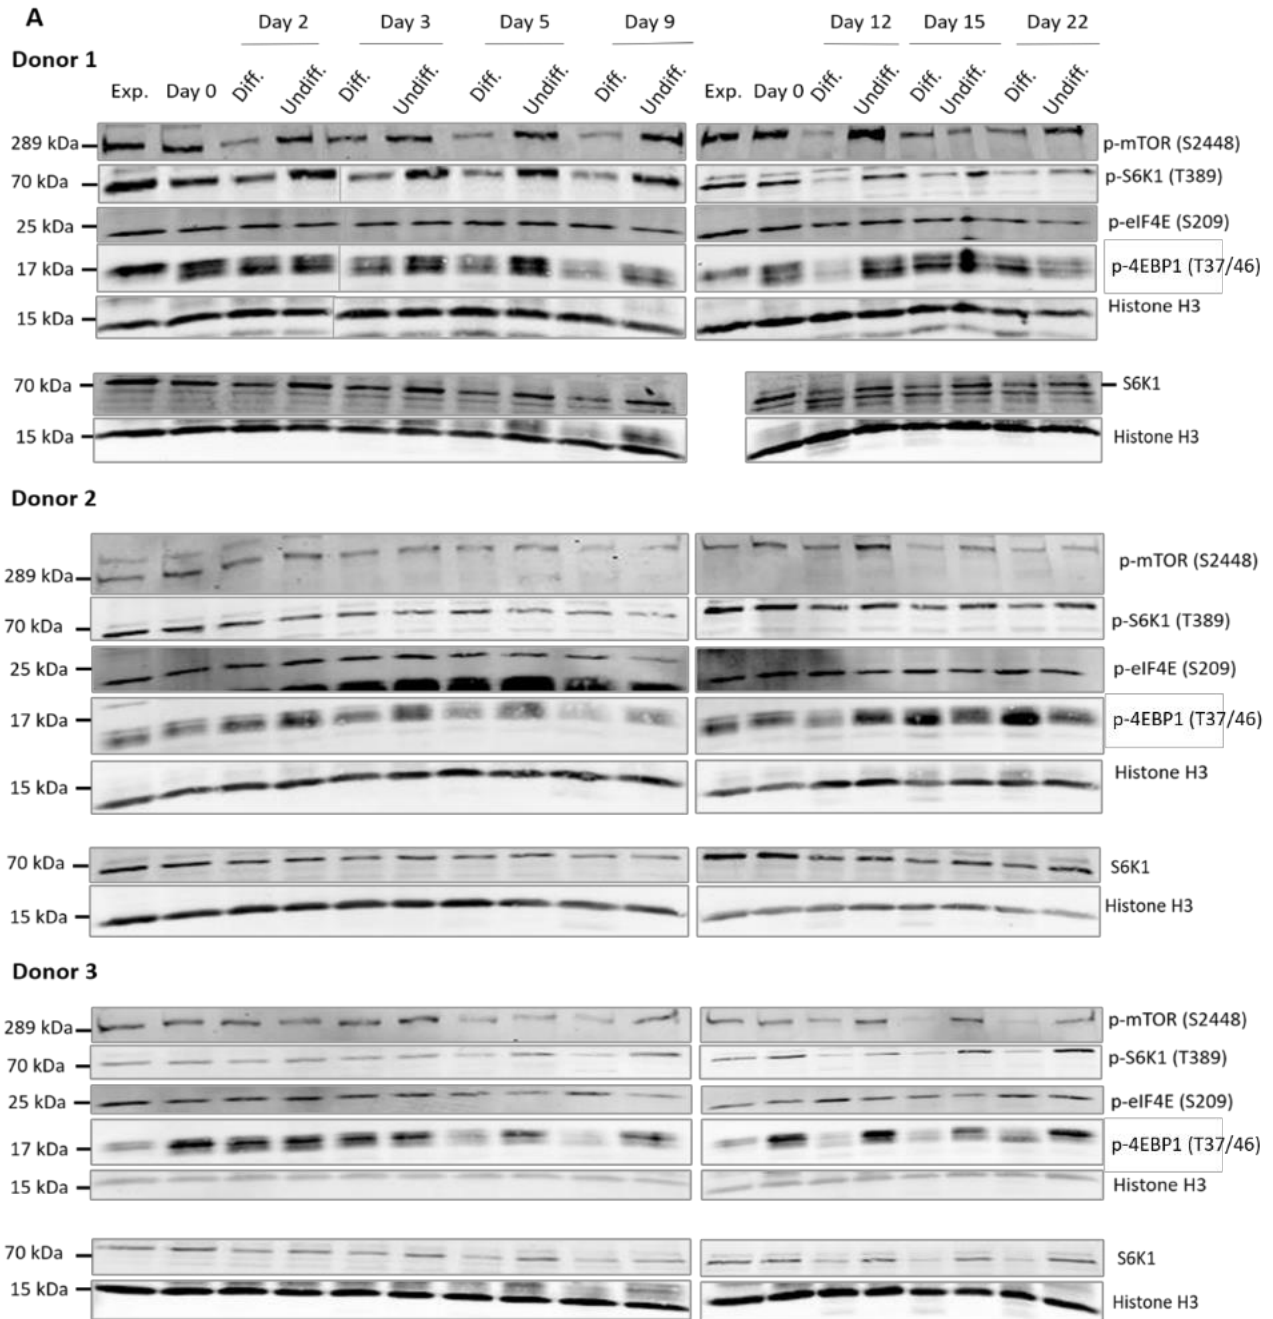 A
Day 2 Day 3 Day 5 Day 9 Day 12 Day 15 Day 22
Donor 1
Exp. Day 0 Diff. Undiff. Diff. Undiff. Diff. Undiff. Diff. Undiff. Exp. Day 0 Diff. Undiff. Diff. Undiff. Diff. Undiff.
289 kDa p-mTOR (S2448)
70 kDa p-S6K1 (T389)
25 kDa p-eIF4E (S209)
17 kDa p-4EBP1 (T37/46)
15 kDa Histone H3
70 kDa S6K1
15 kDa Histone H3
Donor 2
289 kDa p-mTOR (S2448)
70 kDa p-S6K1 (T389)
25 kDa p-eIF4E (S209)
17 kDa p-4EBP1 (T37/46)
15 kDa Histone H3
70 kDa S6K1
15 kDa Histone H3
Donor 3
289 kDa p-mTOR (S2448)
70 kDa p-S6K1 (T389)
25 kDa p-eIF4E (S209)
17 kDa p-4EBP1 (T37/46)
15 kDa Histone H3
70 kDa S6K1
15 kDa Histone H3